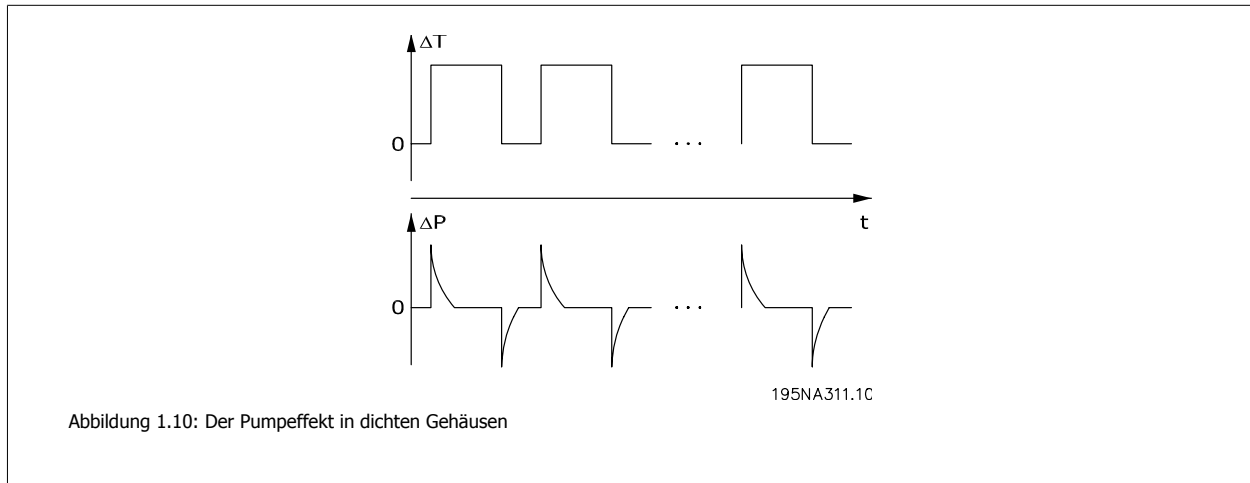 ΔT
0
...
t
ΔP
0
...
195NA311.10
Abbildung 1.10: Der Pumpeffekt in dichten Gehäusen